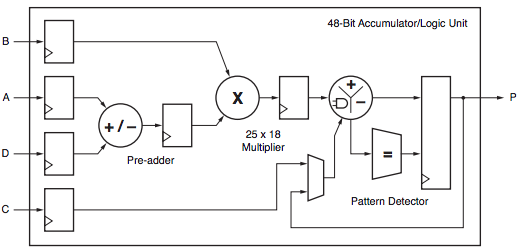 48-Bit Accumulator/Logic Unit
B
A
D
C
+/−
Pre-adder
X
25 x 18
Multiplier
+
−
=
Pattern Detector
P